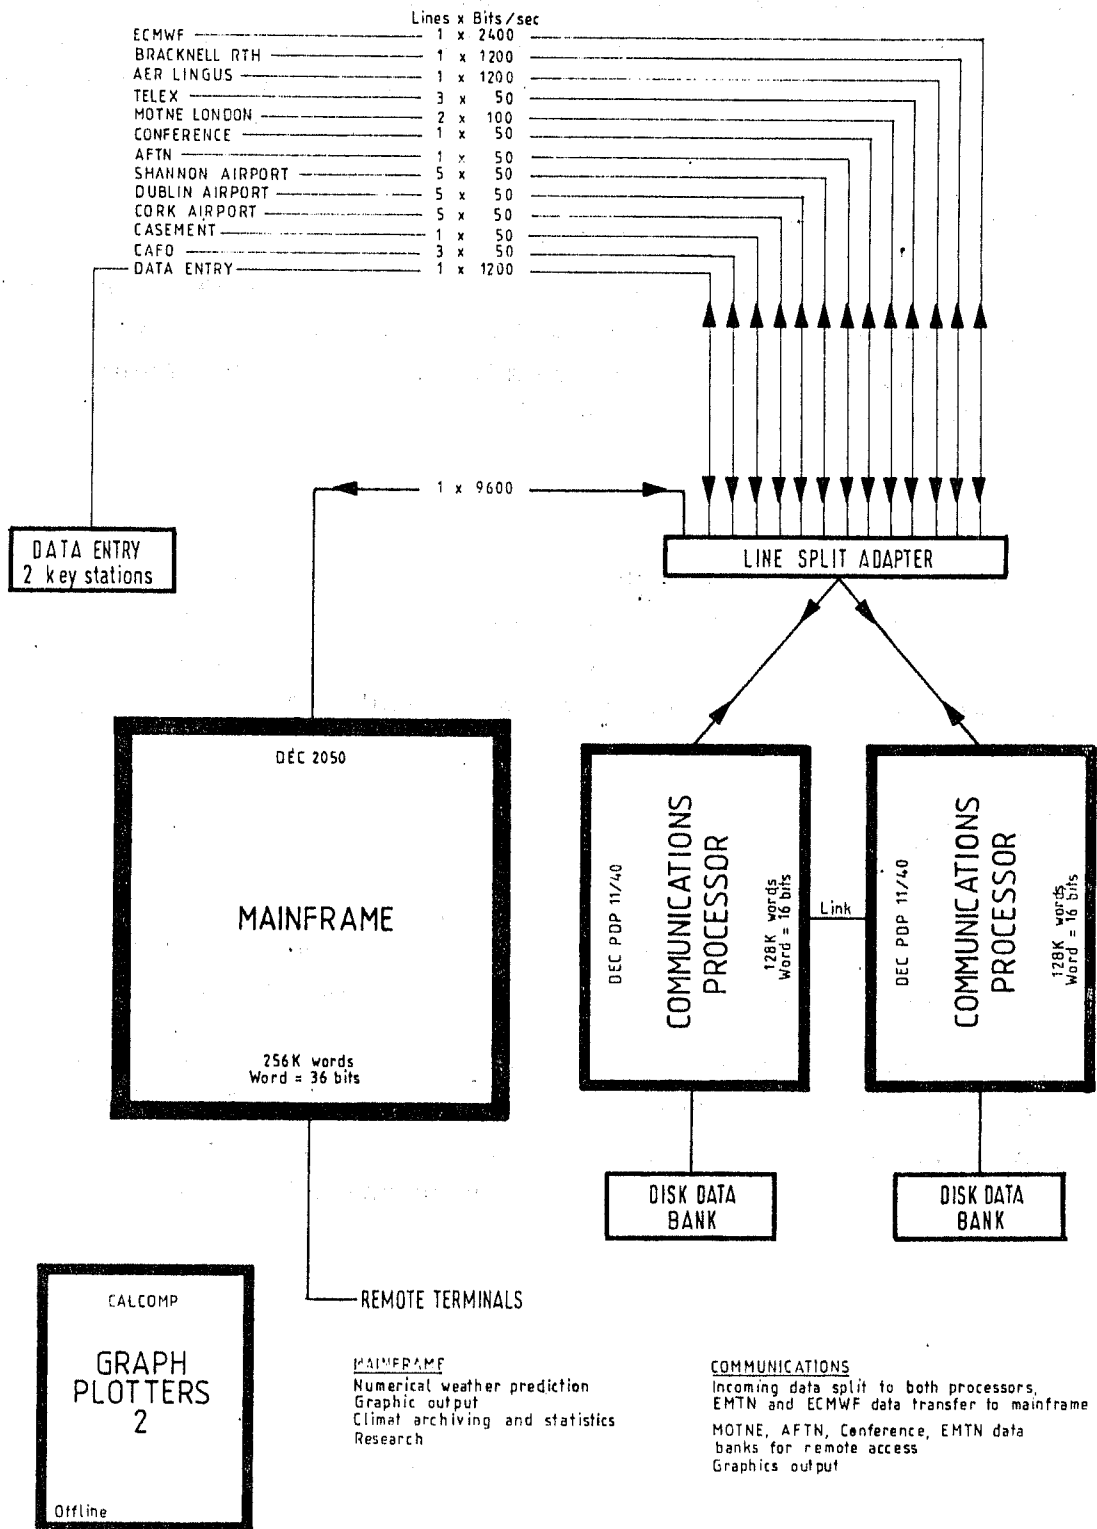 Lines x Bits/sec
ECMWF 1 x 2400
BRACKNELL RTH 1 x 1200
AER LINGUS 1 x 1200
TELEX 3 x 50
MOTNE LONDON 2 x 100
CONFERENCE 1 x 50
AFTN 1 x 50
SHANNON AIRPORT 5 x 50
DUBLIN AIRPORT 5 x 50
CORK AIRPORT 5 x 50
CASEMENT 1 x 50
CAFO 3 x 50
DATA ENTRY 1 x 1200
1 x 9600
DATA ENTRY
2 key stations
LINE SPLIT ADAPTER
DEC 2050
MAINFRAME
256K words
Word = 36 bits
DEC PDP 11/40
COMMUNICATIONS
PROCESSOR
128K words
Word = 16 bits
Link
DEC PDP 11/40
COMMUNICATIONS
PROCESSOR
128K words
Word = 16 bits
DISK DATA
BANK
DISK DATA
BANK
REMOTE TERMINALS
CALCOMP
GRAPH
PLOTTERS
2
Offline
MAINFRAME
Numerical weather prediction
Graphic output
Climat archiving and statistics
Research
COMMUNICATIONS
Incoming data split to both processors,
EMTN and ECMWF data transfer to mainframe
MOTNE, AFTN, Conference, EMTN data
banks for remote access
Graphics output